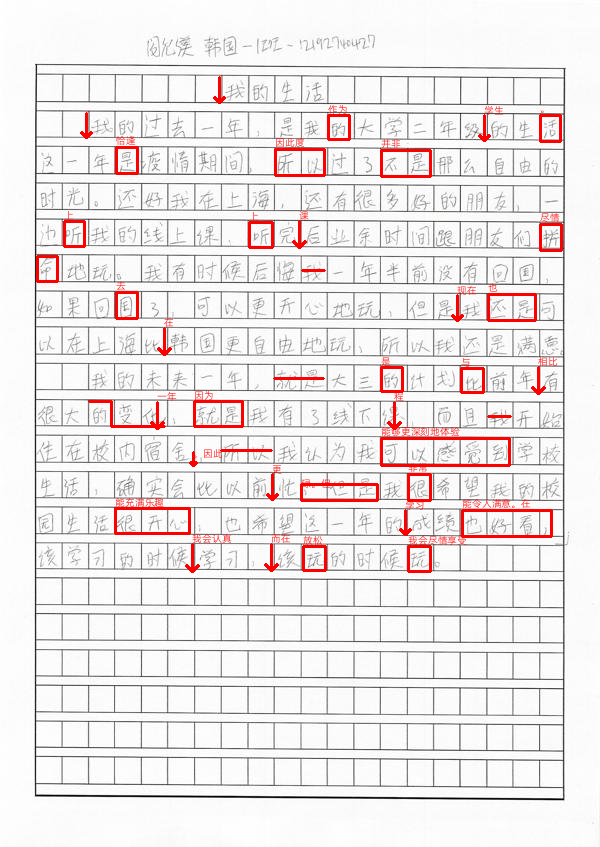 闵允瀷 韩国-1班-12192740427
我的生活
作为 学生 。
我的过去一年，是我的大学二年级的生活
恰逢 因此度 并非
这一年是疫情期间，所以过了不是那么自由的
时光。还好我在上海，还有很多好的朋友，一
上 上 课 尽情
边听我的线上课，听完后业余时间跟朋友们拼
命地玩。我有时候后悔我一年半前没有回国，
去 现在 也
如果回国了，可以更开心地玩，但是我还是可
在
以在上海比韩国更自由地玩，所以我还是满意。
是 与 相比
我的未来一年，就是大三的计划比前年有
一年 因为 程
很大的变化，就是我有了线下课，而且我开始
因此 能够更深刻地体验
住在校内宿舍，所以我认为我可以感觉到学校
更 非常
生活，确实会比以前忙，但是我很希望我的校
能充满乐趣 学习 能令人满意。在
园生活很开心，也希望这一年的成绩也好看，
我会认真 而在 放松 我会尽情享受
该学习的时候学习，该玩的时候玩。